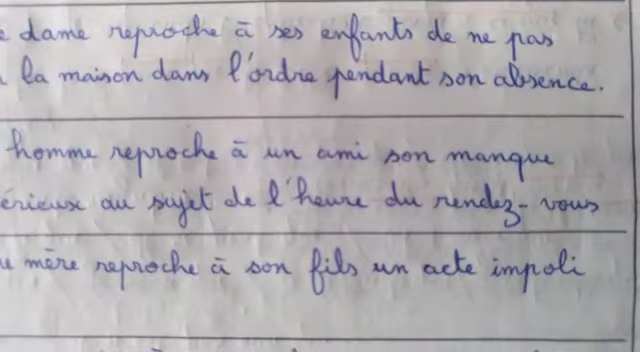 dame reproche à ses enfants de ne pas
la maison dans l'ordre pendant son absence.
homme reproche à un ami son manque
érieux au sujet de l'heure du rendez-vous
mère reproche à son fils un acte impoli